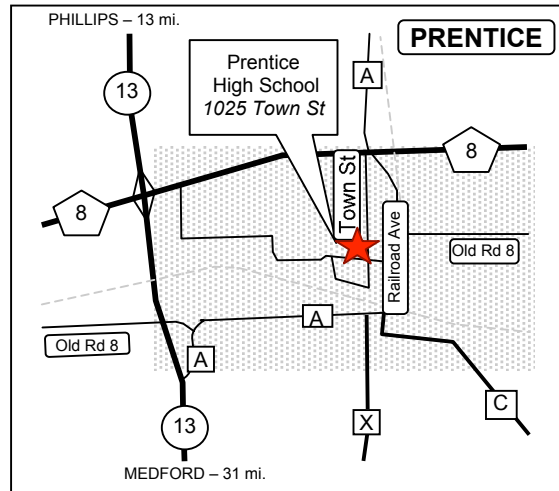 PHILLIPS – 13 mi.
PRENTICE
Prentice
High School
1025 Town St
A
13
8
8
Town St
Old Rd 8
Railroad Ave
A
Old Rd 8
A
13
X
C
MEDFORD – 31 mi.